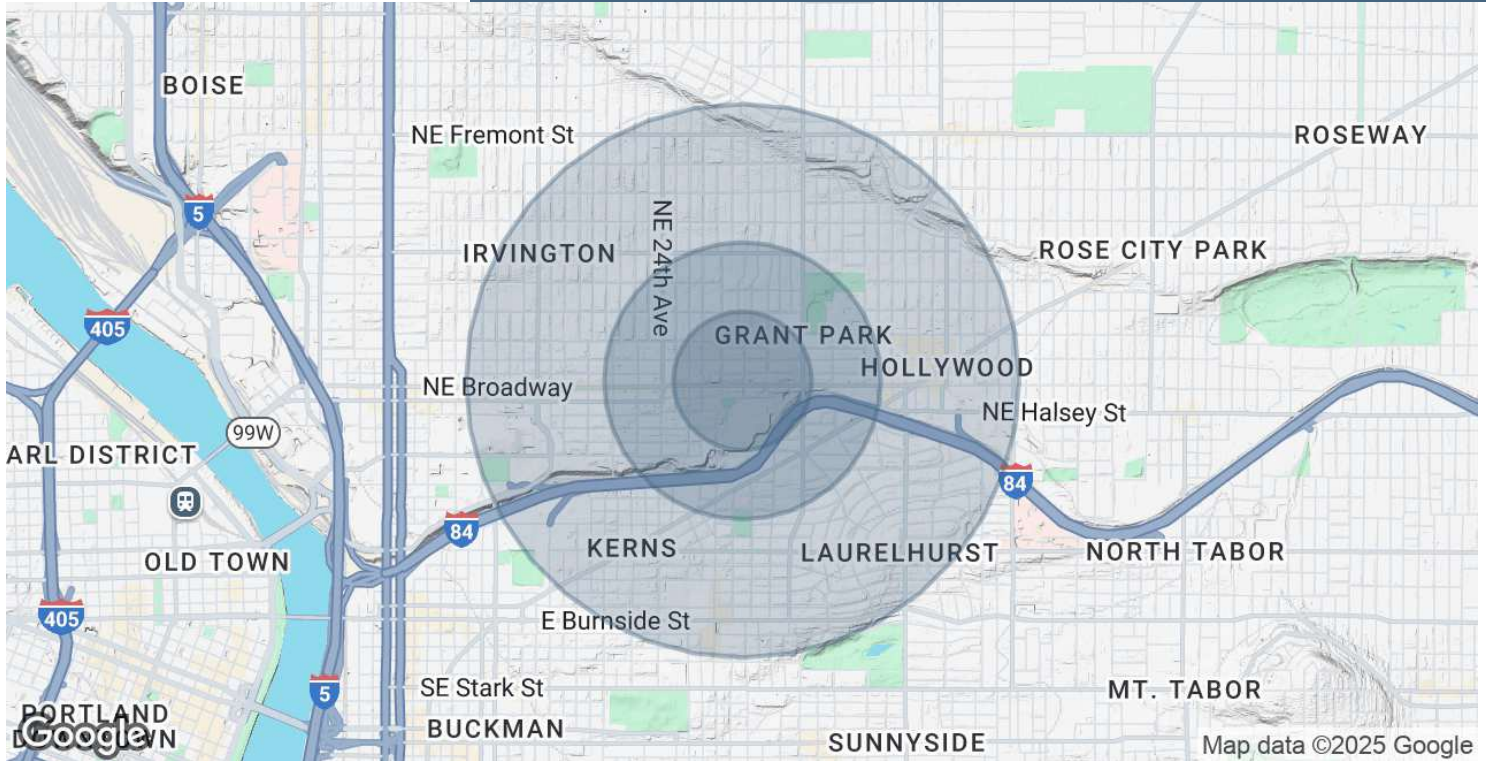 BOISE
NE Fremont St
ROSEWAY
5
NE 24th Ave
IRVINGTON
ROSE CITY PARK
405
GRANT PARK
HOLLYWOOD
NE Broadway
NE Halsey St
99W
ARL DISTRICT
84
84
KERNS
LAURELHURST
NORTH TABOR
OLD TOWN
405
E Burnside St
5
SE Stark St
MT. TABOR
PORTLAND
BUCKMAN
SUNNYSIDE
Google
Map data ©2025 Google